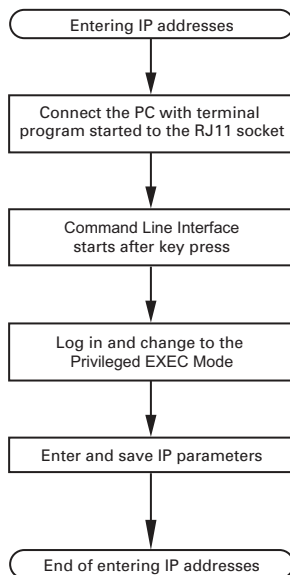 Entering IP addresses
Connect the PC with terminal
program started to the RJ11 socket
Command Line Interface
starts after key press
Log in and change to the
Privileged EXEC Mode
Enter and save IP parameters
End of entering IP addresses